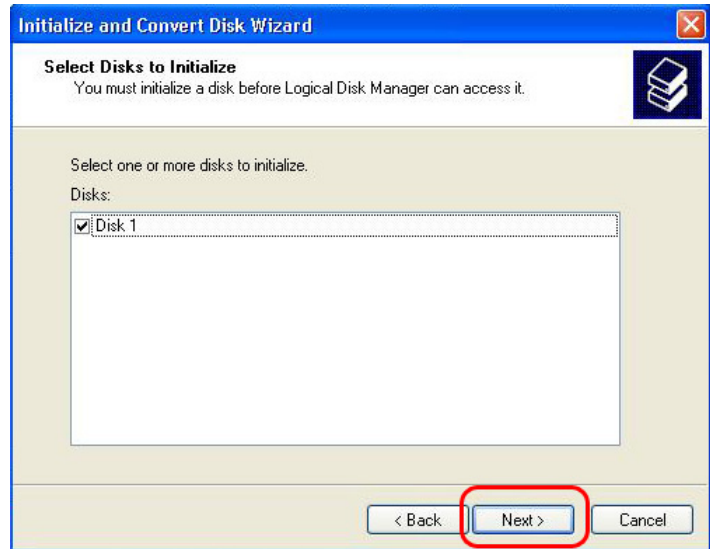 Initialize and Convert Disk Wizard
Select Disks to Initialize
You must initialize a disk before Logical Disk Manager can access it.
Select one or more disks to initialize.
Disks:
Disk 1
< Back
Next >
Cancel